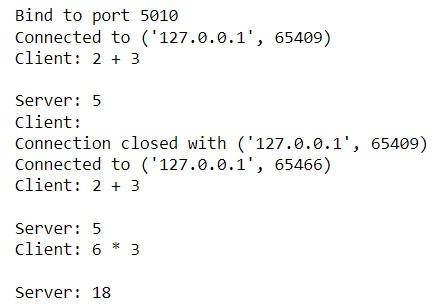 Bind to port 5010
Connected to ('127.0.0.1', 65409)
Client: 2 + 3
Server: 5
Client:
Connection closed with ('127.0.0.1', 65409)
Connected to ('127.0.0.1', 65466)
Client: 2 + 3
Server: 5
Client: 6 * 3
Server: 18